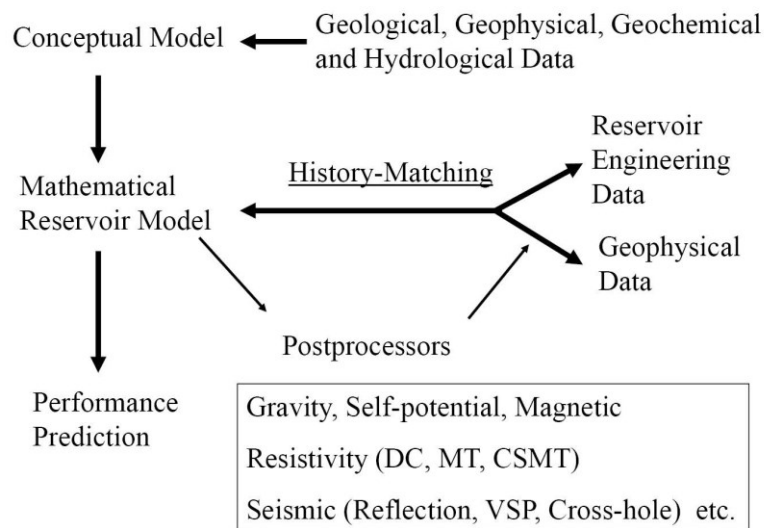 Conceptual Model
Geological, Geophysical, Geochemical
and Hydrological Data
History-Matching
Reservoir
Engineering
Data
Mathematical
Reservoir Model
Geophysical
Data
Postprocessors
Performance
Prediction
Gravity, Self-potential, Magnetic
Resistivity (DC, MT, CSMT)
Seismic (Reflection, VSP, Cross-hole) etc.